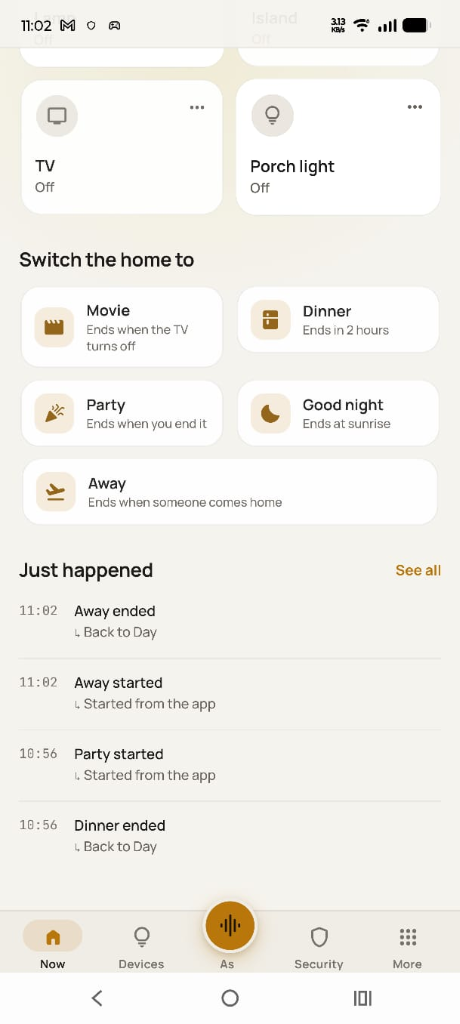 11:02
3.13
KB/s
Island
Off
Off
TV
Off
Porch light
Off
Switch the home to
Movie
Ends when the TV
turns off
Dinner
Ends in 2 hours
Party
Ends when you end it
Good night
Ends at sunrise
Away
Ends when someone comes home
Just happened
See all
11:02
Away ended
↳ Back to Day
11:02
Away started
↳ Started from the app
10:56
Party started
↳ Started from the app
10:56
Dinner ended
↳ Back to Day
Now
Devices
As
Security
More